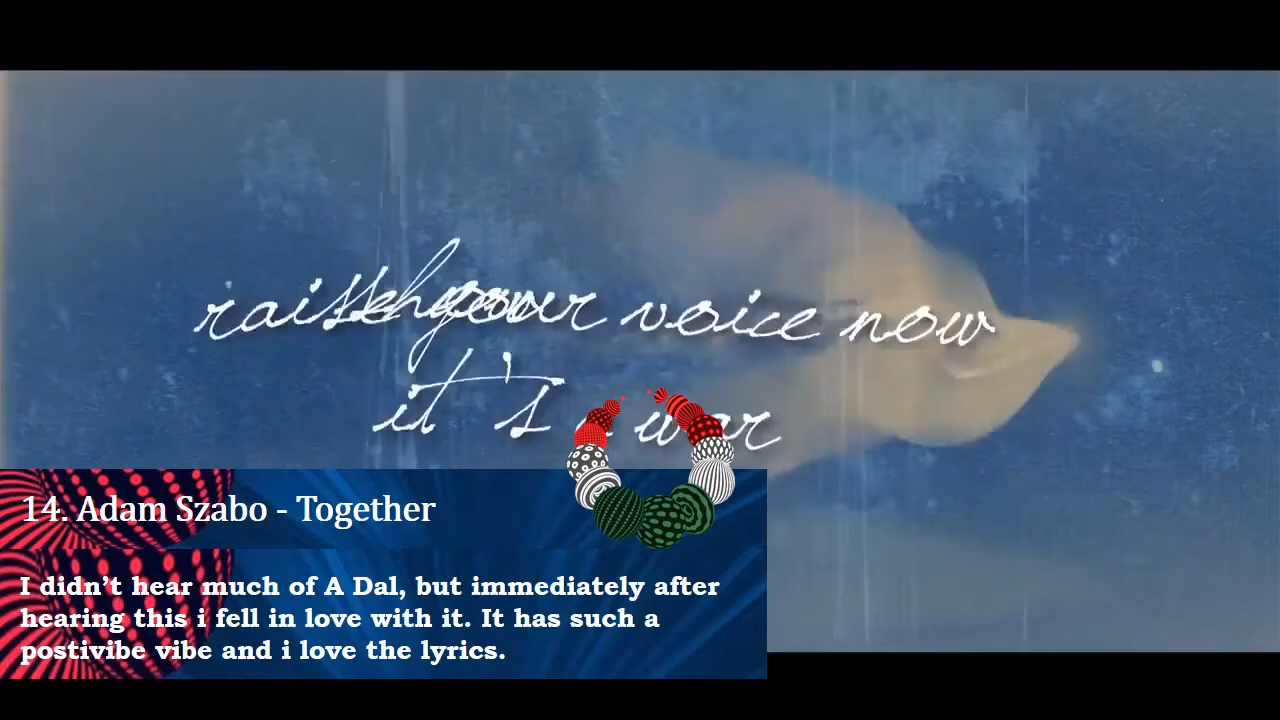 raise your voice now
it's a war
14. Adam Szabo - Together
I didn't hear much of A Dal, but immediately after
hearing this i fell in love with it. It has such a
postivibe vibe and i love the lyrics.